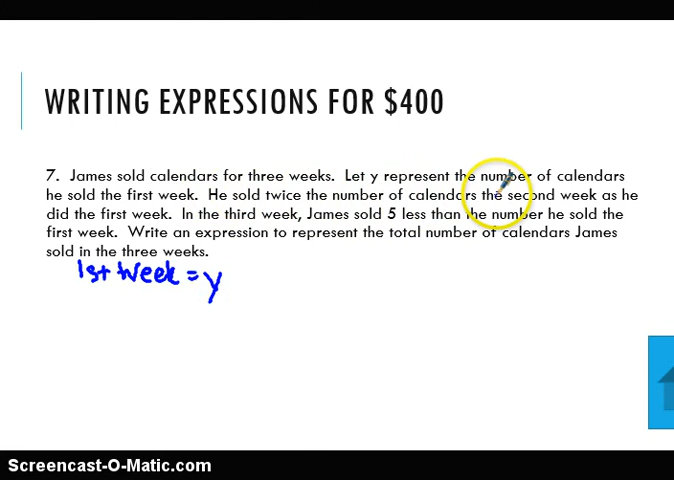 WRITING EXPRESSIONS FOR $400
7. James sold calendars for three weeks. Let y represent the number of calendars
he sold the first week. He sold twice the number of calendars the second week as he
did the first week. In the third week, James sold 5 less than the number he sold the
first week. Write an expression to represent the total number of calendars James
sold in the three weeks.
1st week = y
Screencast-O-Matic.com